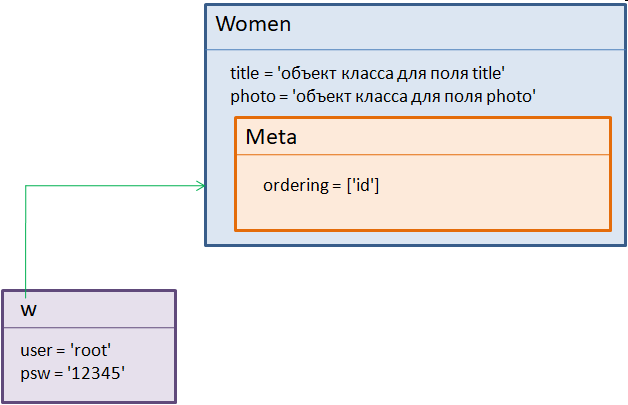 Women
title = 'объект класса для поля title'
photo = 'объект класса для поля photo'
Meta
ordering = ['id']
w
user = 'root'
psw = '12345'